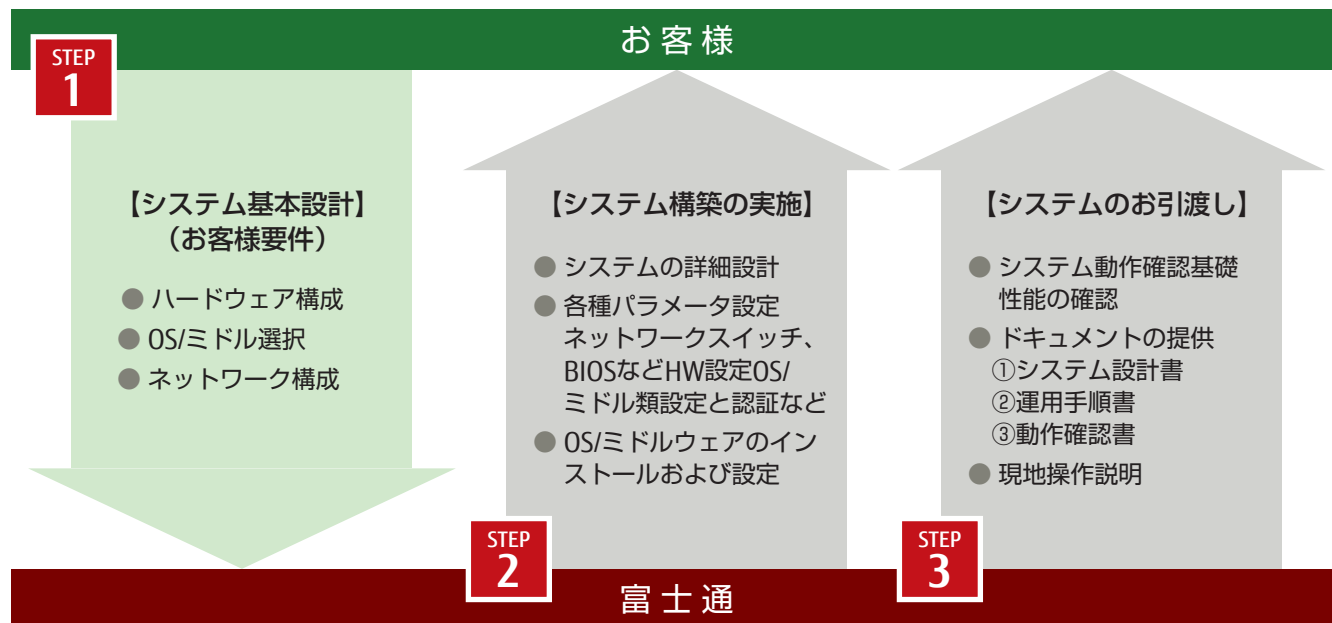 お客様
STEP
1
【システム基本設計】
（お客様要件）
● ハードウェア構成
● OS/ミドル選択
● ネットワーク構成
【システム構築の実施】
● システムの詳細設計
● 各種パラメータ設定
ネットワークスイッチ、
BIOSなどHW設定OS/
ミドル類設定と認証など
● OS/ミドルウェアのイン
ストールおよび設定
STEP
2
【システムのお引渡し】
● システム動作確認基礎
性能の確認
● ドキュメントの提供
①システム設計書
②運用手順書
③動作確認書
● 現地操作説明
STEP
3
富士通